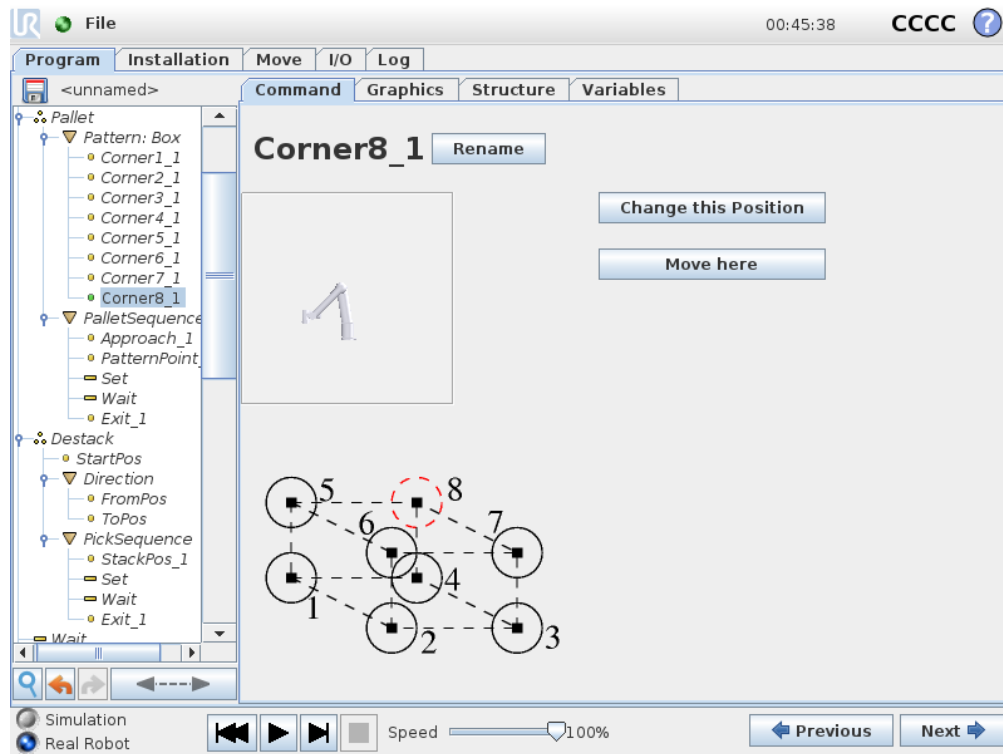 UR File 00:45:38 CCCC ?
Program Installation Move I/O Log
<unnamed> Command Graphics Structure Variables
Pallet
Pattern: Box
Corner1_1
Corner2_1
Corner3_1
Corner4_1
Corner5_1
Corner6_1
Corner7_1
Corner8_1
PalletSequence
Approach_1
PatternPoint_
Set
Wait
Exit_1
Destack
StartPos
Direction
FromPos
ToPos
PickSequence
StackPos_1
Set
Wait
Exit_1
Wait
Corner8_1 Rename
Change this Position
Move here
5 8
6 7
1 4
2 3
Simulation
Real Robot
Speed 100%
Previous Next